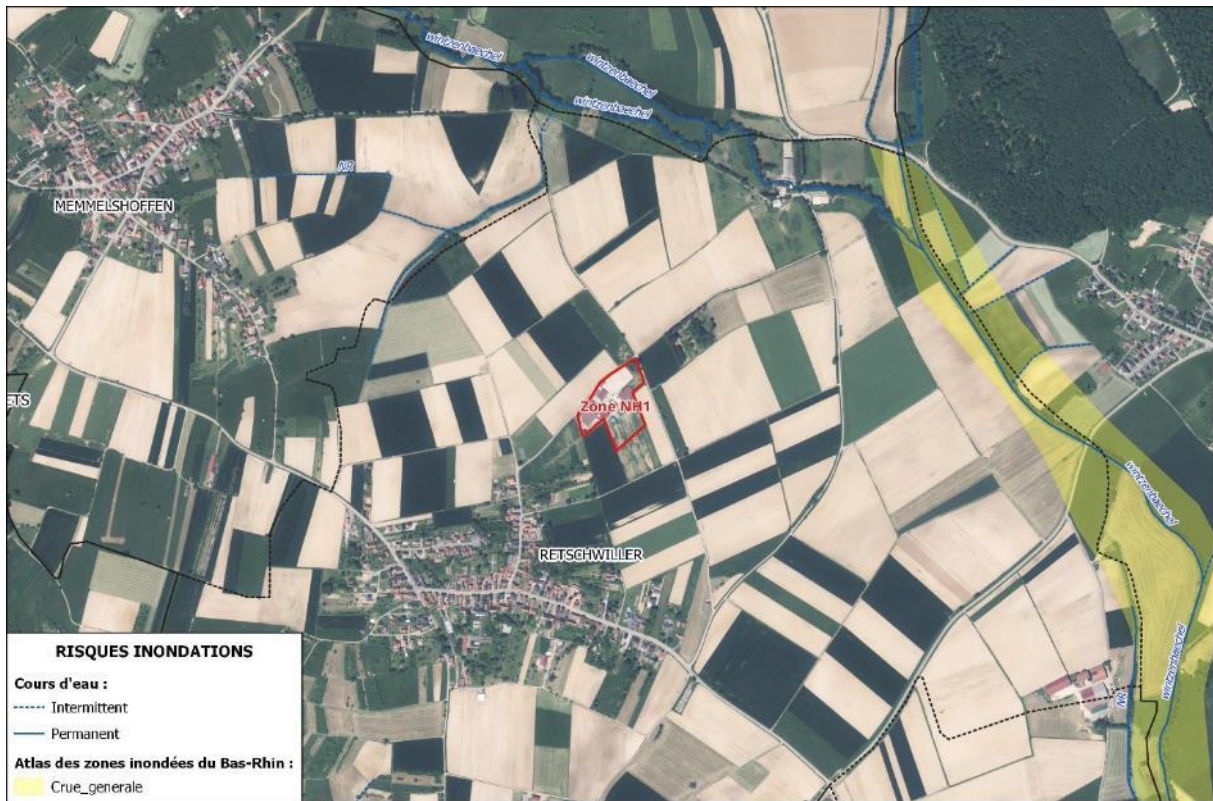 wintzenbaechel
wintzenbaechel
wintzenbaechel
NR
MEMMELSHOFFEN
ETS
Zone NH1
wintzenbaechel
RETSCHWILLER
wintzenbaechel
NR
RISQUES INONDATIONS
Cours d'eau :
Intermittent
Permanent
Atlas des zones inondées du Bas-Rhin :
Crue_generale